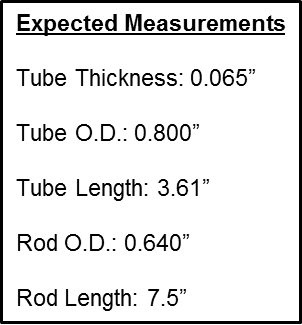 Expected Measurements
Tube Thickness: 0.065”
Tube O.D.: 0.800”
Tube Length: 3.61”
Rod O.D.: 0.640”
Rod Length: 7.5”